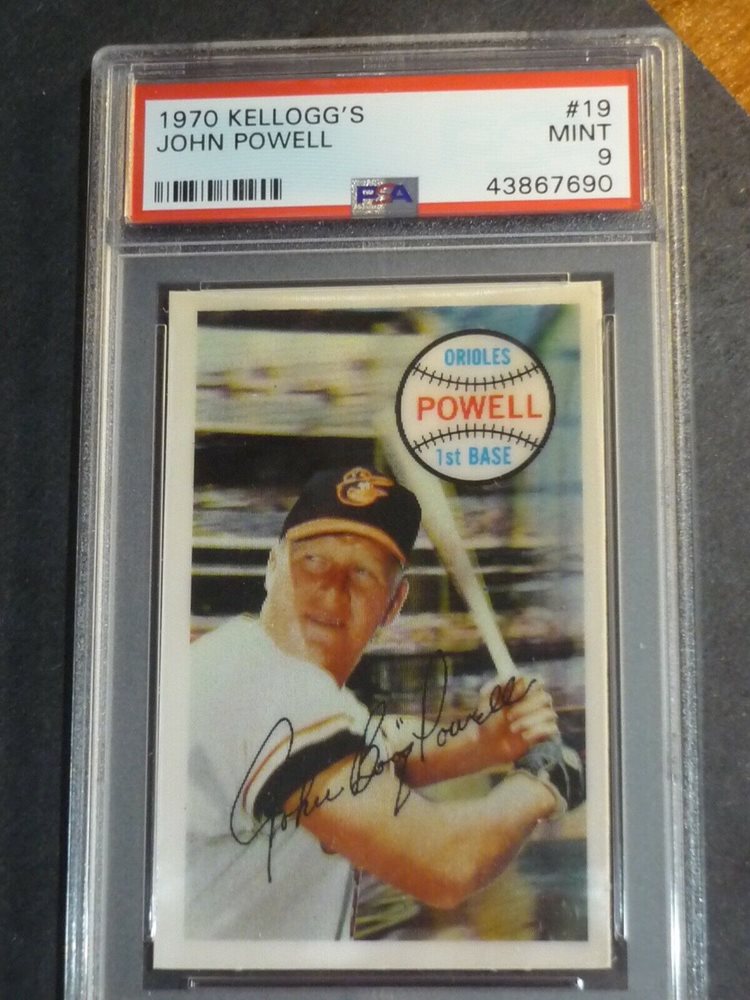 1970 KELLOGG'S #19
JOHN POWELL MINT
9
PSA 43867690
ORIOLES
POWELL
1st BASE
John "Boog" Powell